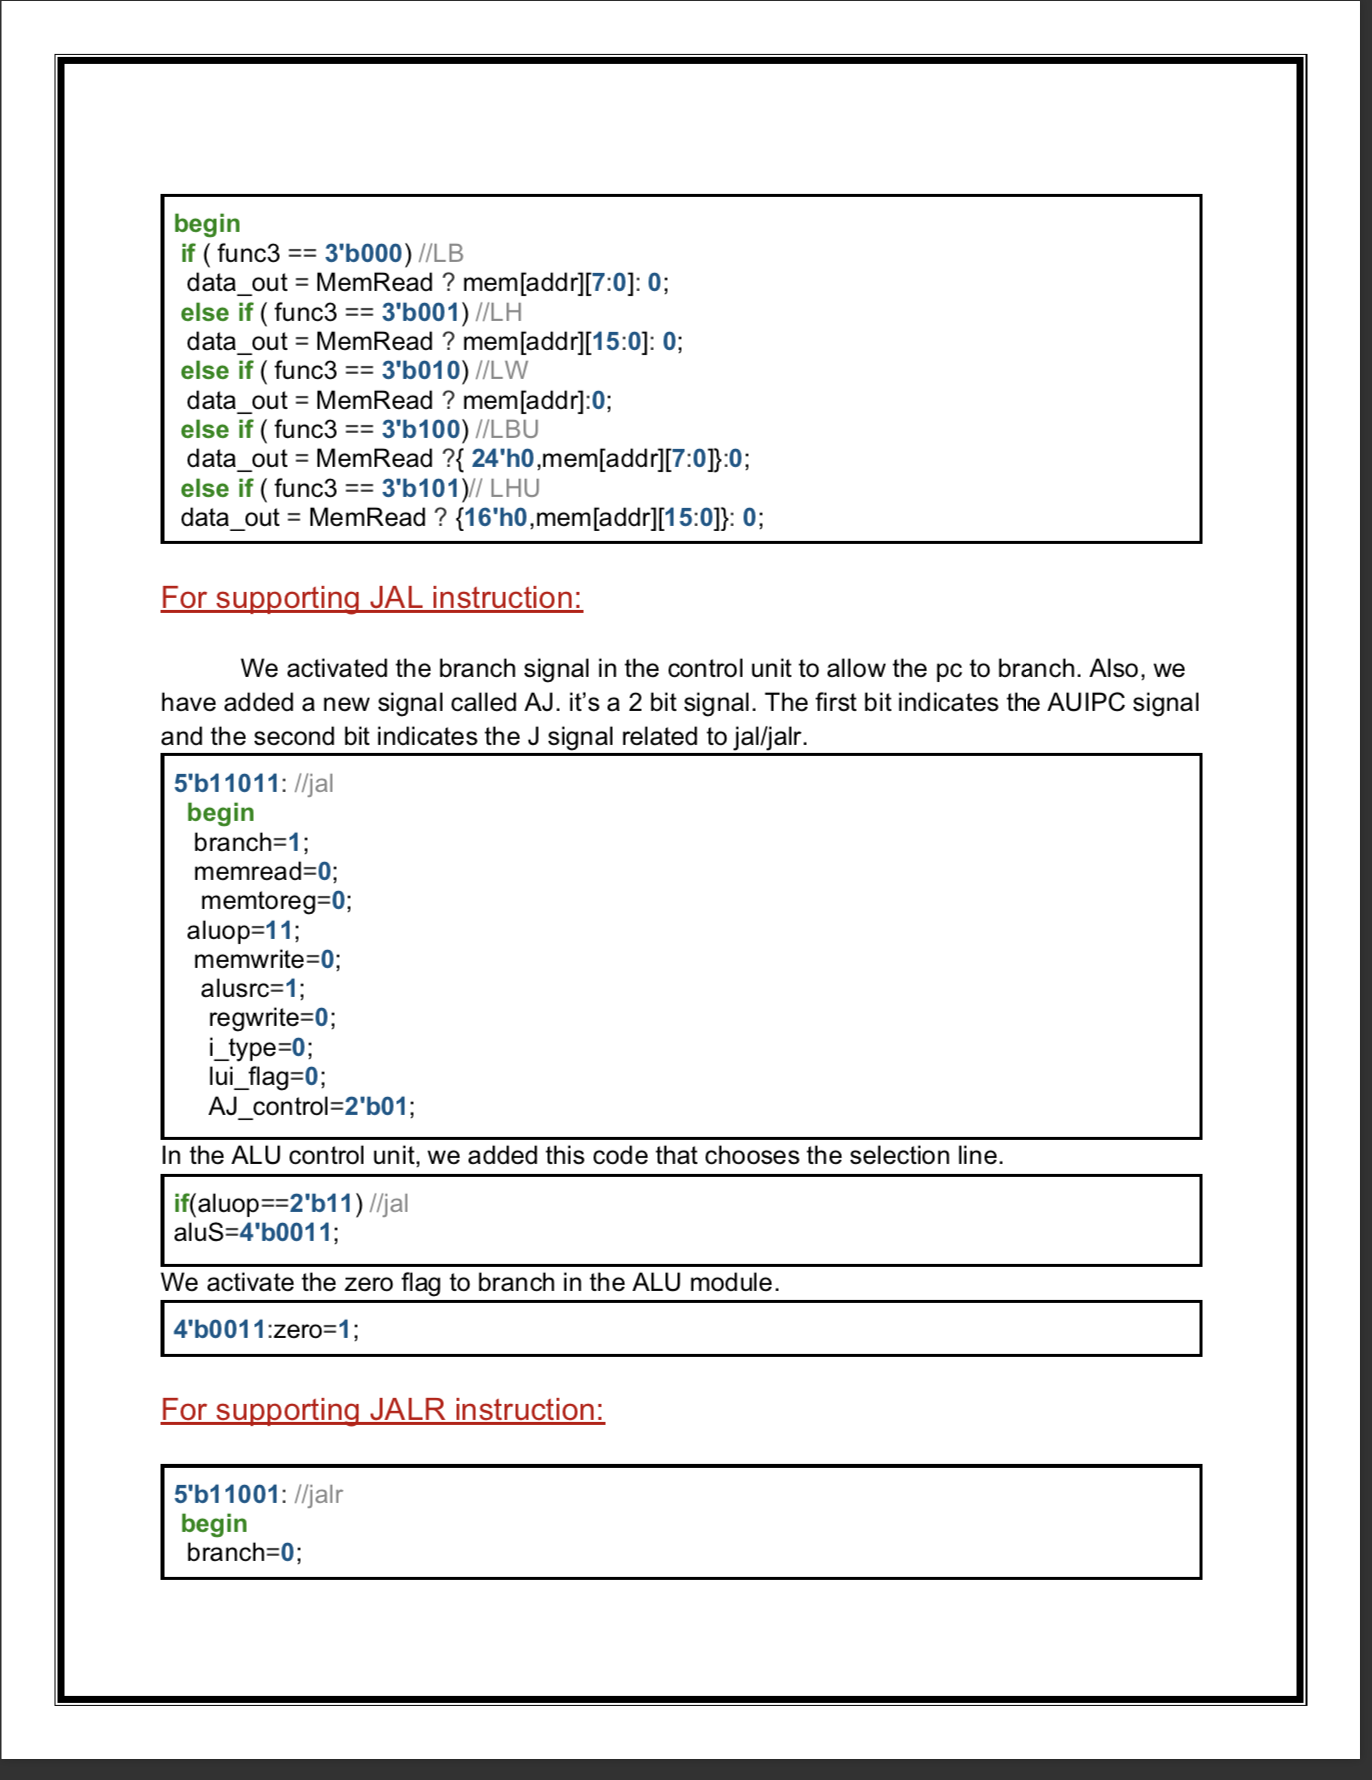 begin
if ( func3 == 3'b000) //LB
data_out = MemRead ? mem[addr][7:0]: 0;
else if ( func3 == 3'b001) //LH
data_out = MemRead ? mem[addr][15:0]: 0;
else if ( func3 == 3'b010) //LW
data_out = MemRead ? mem[addr]:0;
else if ( func3 == 3'b100) //LBU
data_out = MemRead ?{ 24'h0,mem[addr][7:0]}:0;
else if ( func3 == 3'b101)// LHU
data_out = MemRead ? {16'h0,mem[addr][15:0]}: 0;
For supporting JAL instruction:
We activated the branch signal in the control unit to allow the pc to branch. Also, we
have added a new signal called AJ. it’s a 2 bit signal. The first bit indicates the AUIPC signal
and the second bit indicates the J signal related to jal/jalr.
5'b11011: //jal
begin
branch=1;
memread=0;
memtoreg=0;
aluop=11;
memwrite=0;
alusrc=1;
regwrite=0;
i_type=0;
lui_flag=0;
AJ_control=2'b01;
In the ALU control unit, we added this code that chooses the selection line.
if(aluop==2'b11) //jal
aluS=4'b0011;
We activate the zero flag to branch in the ALU module.
4'b0011:zero=1;
For supporting JALR instruction:
5'b11001: //jalr
begin
branch=0;